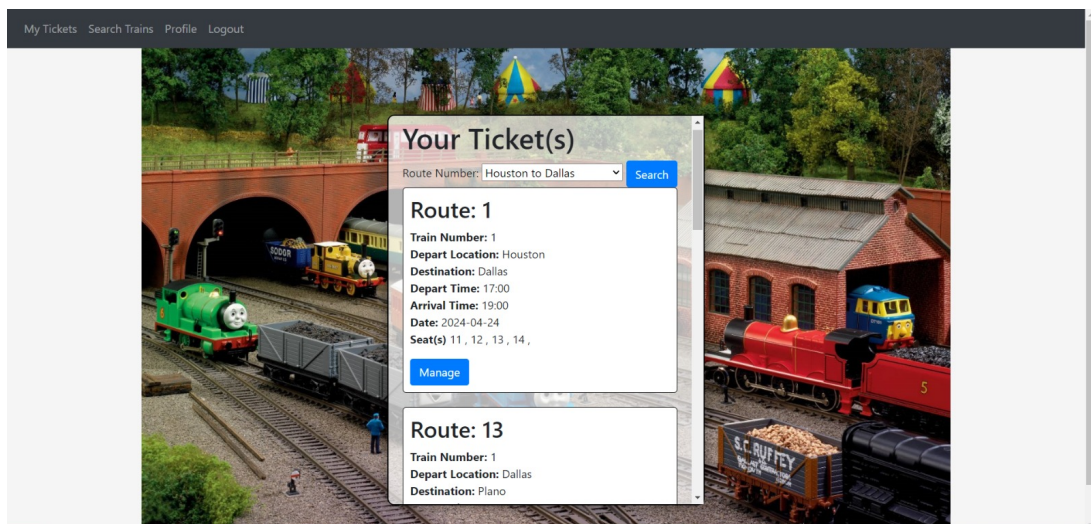 My Tickets Search Trains Profile Logout
Your Ticket(s)
Route Number: Houston to Dallas Search
Route: 1
Train Number: 1
Depart Location: Houston
Destination: Dallas
Depart Time: 17:00
Arrival Time: 19:00
Date: 2024-04-24
Seat(s) 11 , 12 , 13 , 14 ,
Manage
Route: 13
Train Number: 1
Depart Location: Dallas
Destination: Plano
SODOR
5
S.C. RUFFEY